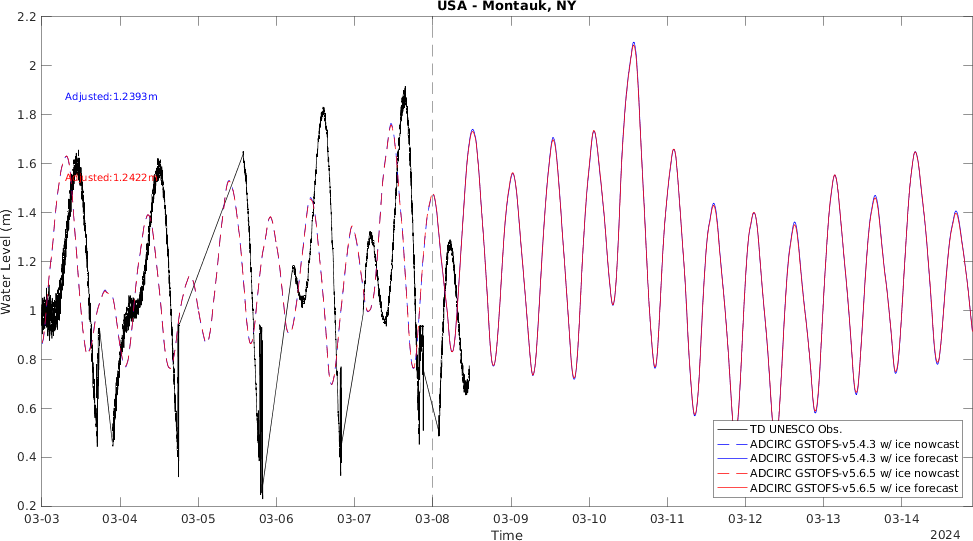 USA - Montauk, NY
2.2
2
1.8
1.6
1.4
1.2
1
0.8
0.6
0.4
0.2
Water Level (m)
Adjusted:1.2393m
Adjusted:1.2422m
TD UNESCO Obs.
ADCIRC GSTOFS-v5.4.3 w/ ice nowcast
ADCIRC GSTOFS-v5.4.3 w/ ice forecast
ADCIRC GSTOFS-v5.6.5 w/ ice nowcast
ADCIRC GSTOFS-v5.6.5 w/ ice forecast
03-03 03-04 03-05 03-06 03-07 03-08 03-09 03-10 03-11 03-12 03-13 03-14
Time
2024